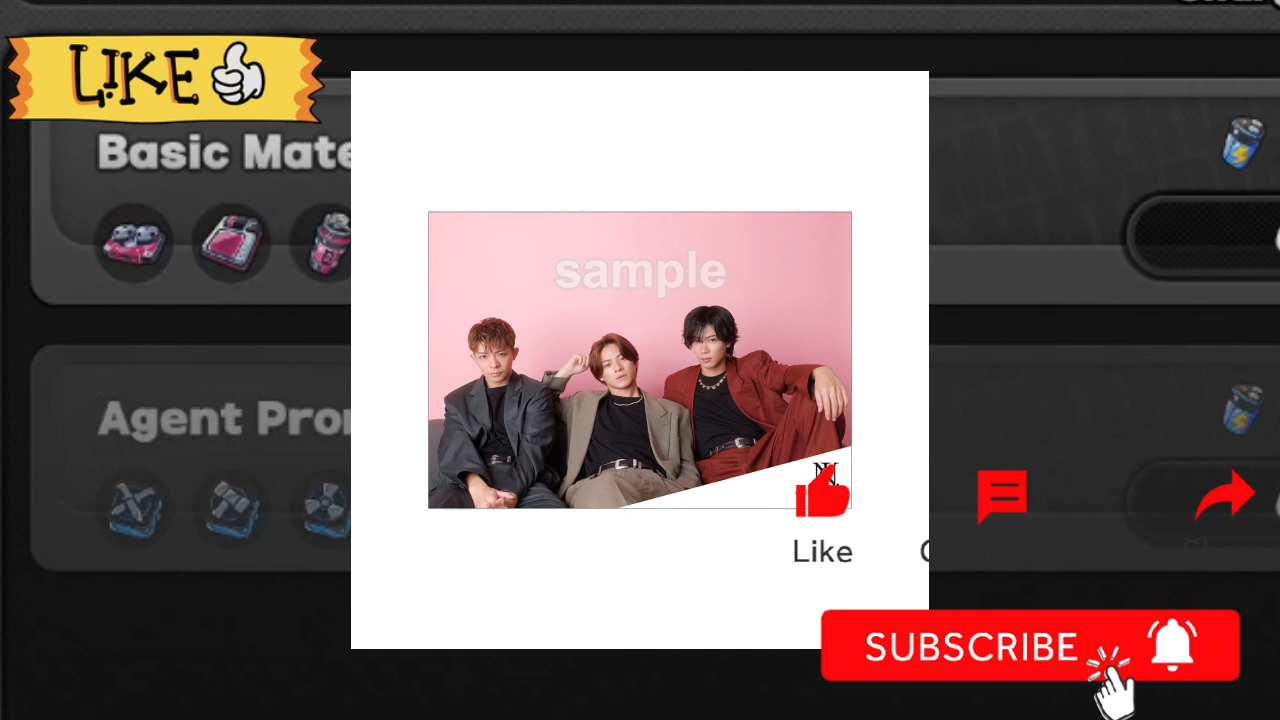 LIKE
Basic Mate
sample
Agent Pro
Like
SUBSCRIBE